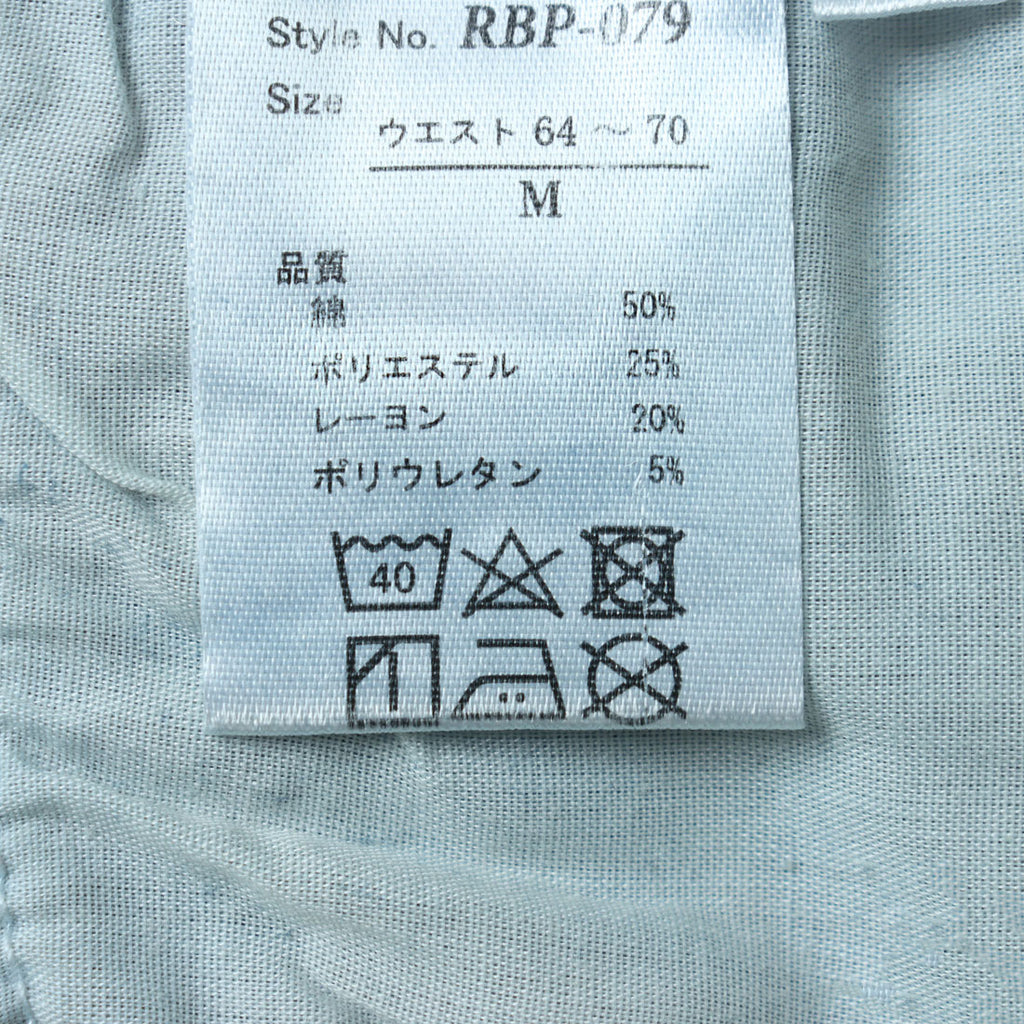 Style No. RBP-079
Size
ウエスト 64 〜 70
M
品質
綿 50%
ポリエステル 25%
レーヨン 20%
ポリウレタン 5%
40